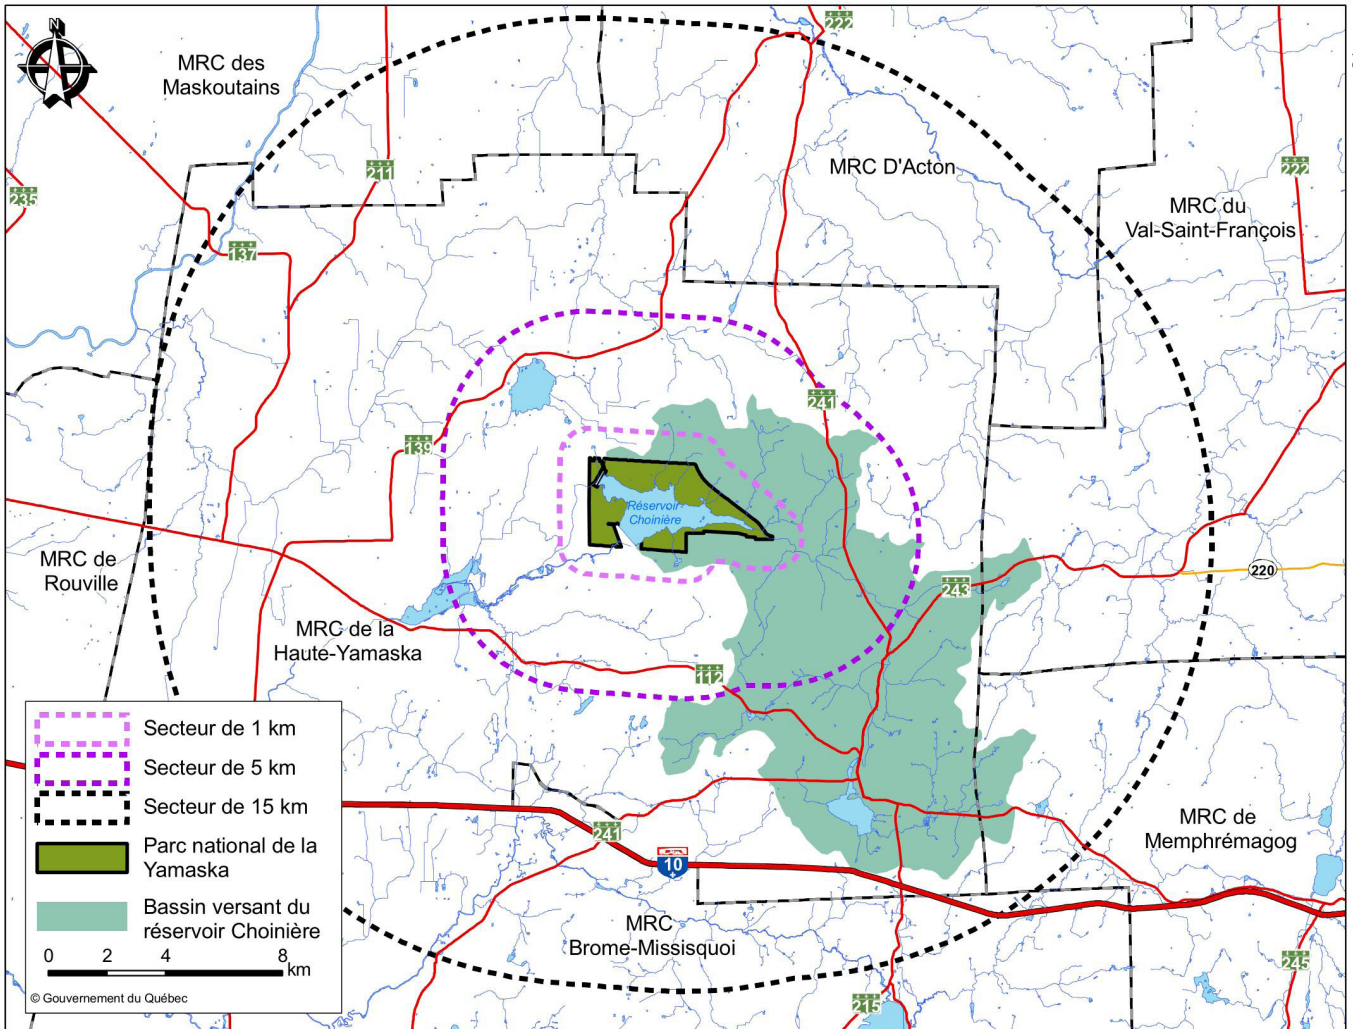 N
222
MRC des
Maskoutains
MRC D'Acton
211
222
235
MRC du
Val-Saint-François
137
241
139
Réservoir
Choinière
MRC de
Rouville
220
243
MRC de la
Haute-Yamaska
112
Secteur de 1 km
Secteur de 5 km
Secteur de 15 km
Parc national de la
Yamaska
Bassin versant du
réservoir Choinière
0 2 4 8
km
© Gouvernement du Québec
241
10
MRC de
Memphrémagog
MRC
Brome-Missisquoi
245
215